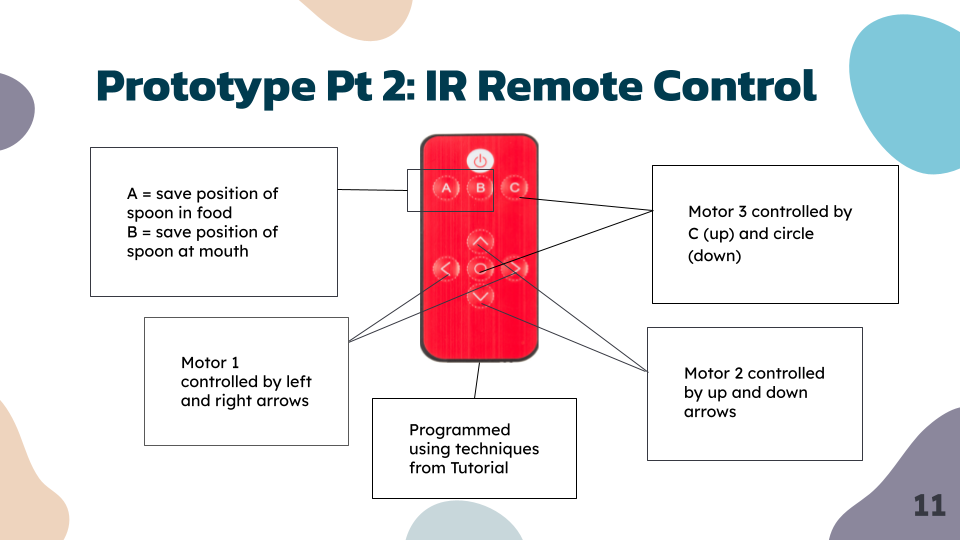 Prototype Pt 2: IR Remote Control
A = save position of
spoon in food
B = save position of
spoon at mouth
A B C
Motor 3 controlled by
C (up) and circle
(down)
Motor 1
controlled by left
and right arrows
Motor 2 controlled
by up and down
arrows
Programmed
using techniques
from Tutorial
11